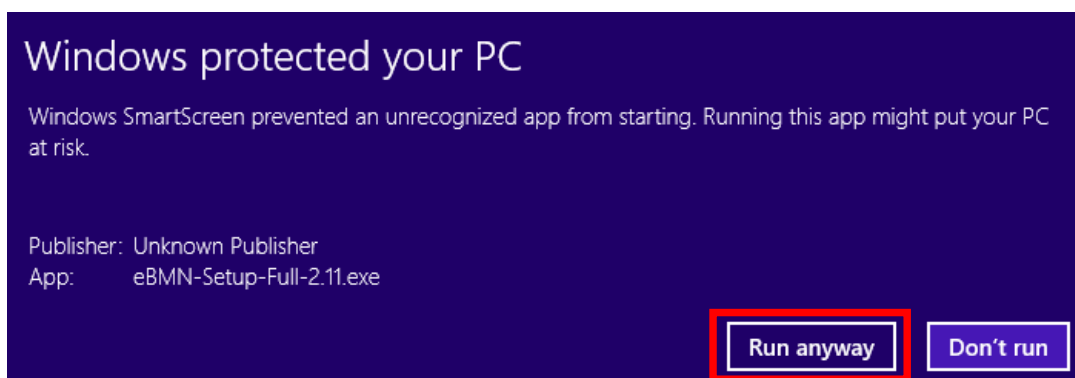 Windows protected your PC
Windows SmartScreen prevented an unrecognized app from starting. Running this app might put your PC
at risk.
Publisher: Unknown Publisher
App: eBMN-Setup-Full-2.11.exe
Run anyway Don't run